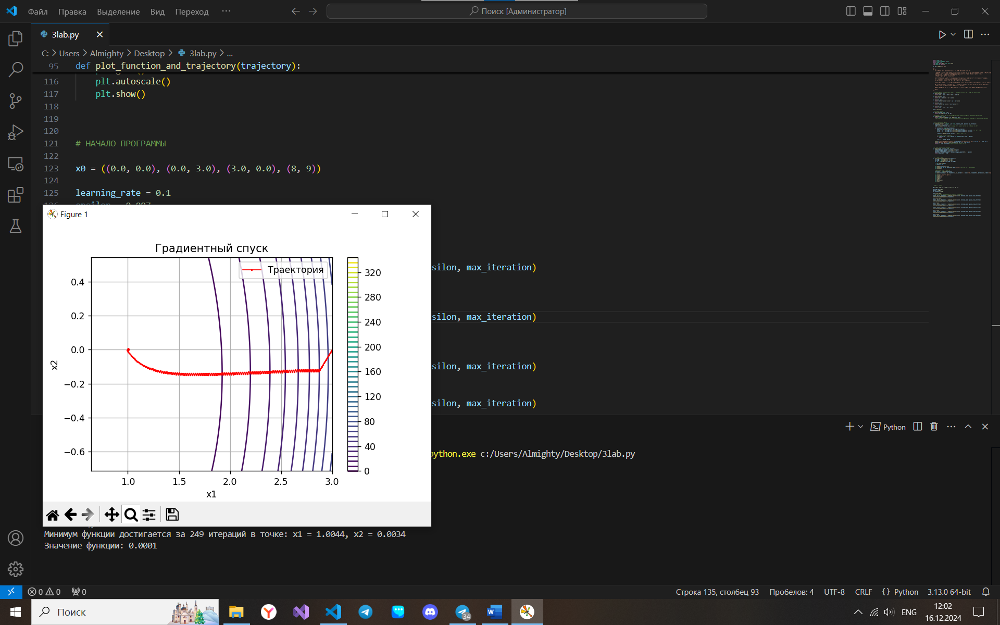 Файл Правка Выделение Вид Переход ···
Поиск [Администратор]
3lab.py
C: > Users > Almighty > Desktop > 3lab.py > ...
95 def plot_function_and_trajectory(trajectory):
116 plt.autoscale()
117 plt.show()
118
119
120
121 # НАЧАЛО ПРОГРАММЫ
122
123 x0 = ((0.0, 0.0), (0.0, 3.0), (3.0, 0.0), (8, 9))
124
125 learning_rate = 0.1
silon, max_iteration)
silon, max_iteration)
silon, max_iteration)
silon, max_iteration)
Figure 1
Градиентный спуск
Траектория
0.4
0.2
0.0
−0.2
−0.4
−0.6
x2
1.0 1.5 2.0 2.5 3.0
x1
320
280
240
200
160
120
80
40
0
Python
python.exe c:/Users/Almighty/Desktop/3lab.py
Минимум функции достигается за 249 итераций в точке: x1 = 1.0044, x2 = 0.0034
Значение функции: 0.0001
0 0 0
Строка 135, столбец 93 Пробелов: 4 UTF-8 CRLF {} Python 3.13.0 64-bit
Поиск
34
ENG
12:02
16.12.2024